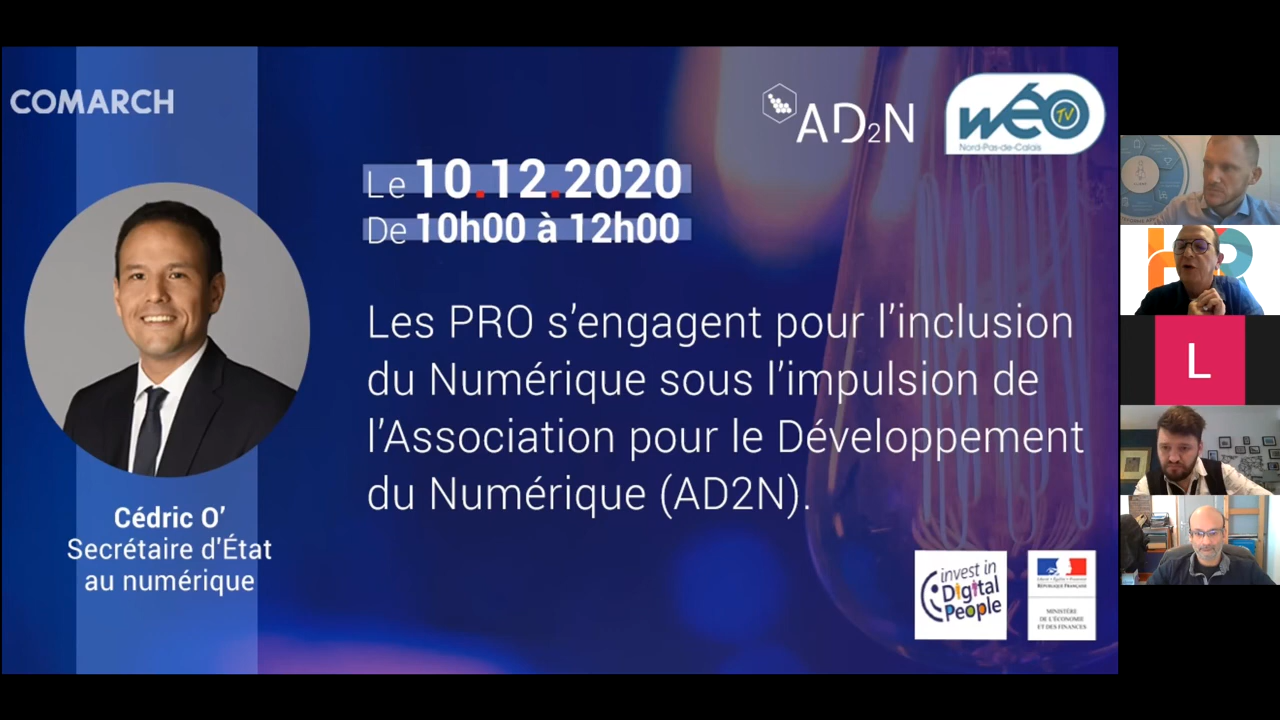 COMARCH
AD2N
wéo TV
Nord-Pas-de-Calais
Le 10.12.2020
De 10h00 à 12h00
Les PRO s'engagent pour l'inclusion
du Numérique sous l'impulsion de
l'Association pour le Développement
du Numérique (AD2N).
Cédric O'
Secrétaire d'État
au numérique
invest in
Digital
People
RÉPUBLIQUE FRANÇAISE
MINISTÈRE
DE L'ÉCONOMIE
ET DES FINANCES
L